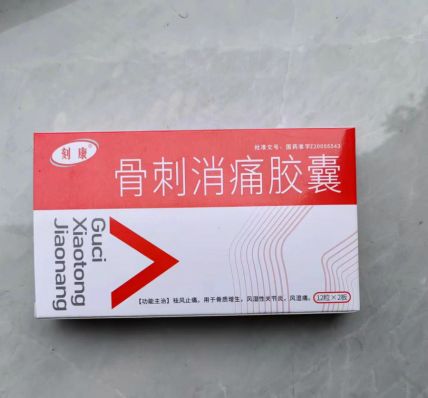 刻康®
批准文号：国药准字Z20055543
骨刺消痛胶囊
Guci
Xiaotong
Jiaonang
【功能主治】祛风止痛。用于骨质增生，风湿性关节炎，风湿痛。
12粒×2板